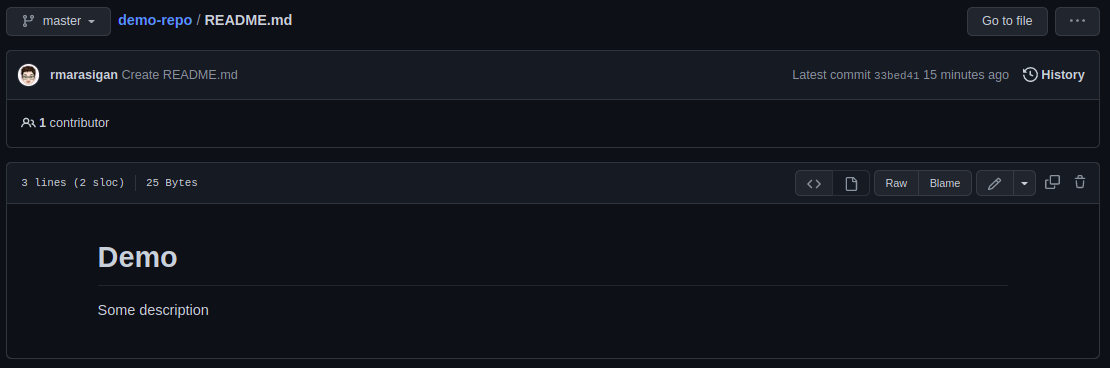 master demo-repo / README.md Go to file
rmarasigan Create README.md Latest commit 33bed41 15 minutes ago History
1 contributor
3 lines (2 sloc) 25 Bytes Raw Blame
Demo
Some description